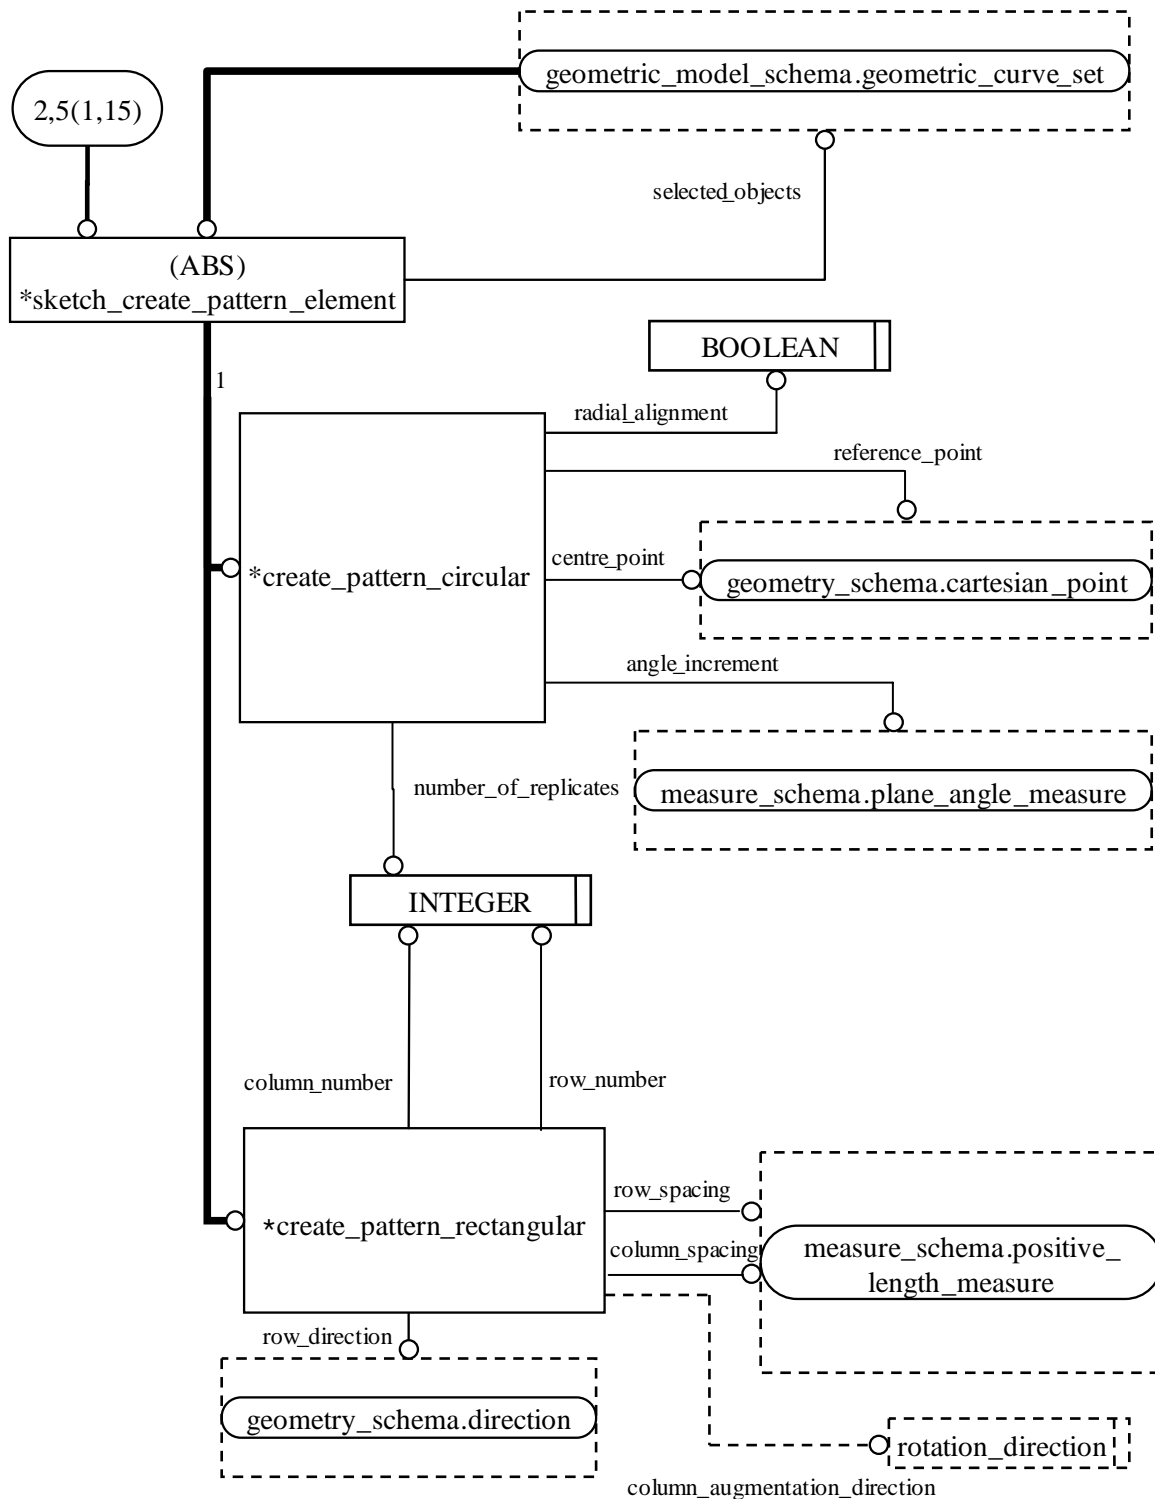 geometric_model_schema.geometric_curve_set
2,5(1,15)
selected_objects
(ABS)
*sketch_create_pattern_element
BOOLEAN
1
radial_alignment
reference_point
centre_point
*create_pattern_circular
geometry_schema.cartesian_point
angle_increment
number_of_replicates
measure_schema.plane_angle_measure
INTEGER
column_number
row_number
row_spacing
*create_pattern_rectangular
column_spacing
measure_schema.positive_
length_measure
row_direction
geometry_schema.direction
rotation_direction
column_augmentation_direction